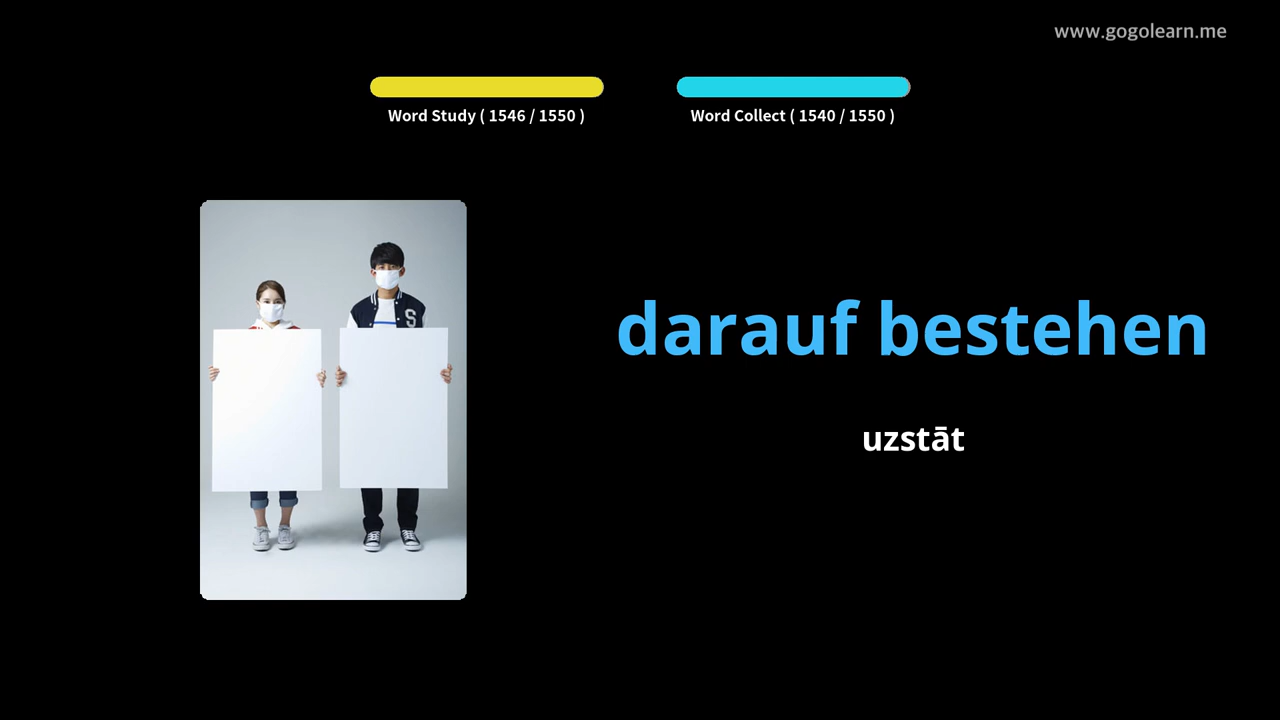 www.gogolearn.me
Word Study ( 1546 / 1550 )
Word Collect ( 1540 / 1550 )
S
darauf bestehen
uzstāt